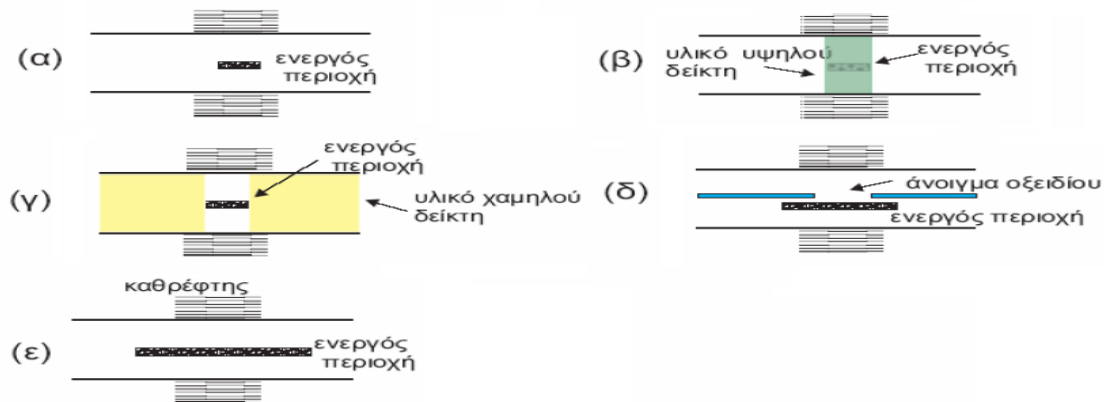 (α)
ενεργός
περιοχή
(β)
υλικό υψηλού
δείκτη
ενεργός
περιοχή
(γ)
ενεργός
περιοχή
υλικό χαμηλού
δείκτη
(δ)
άνοιγμα οξειδίου
ενεργός περιοχή
καθρέφτης
(ε)
ενεργός
περιοχή